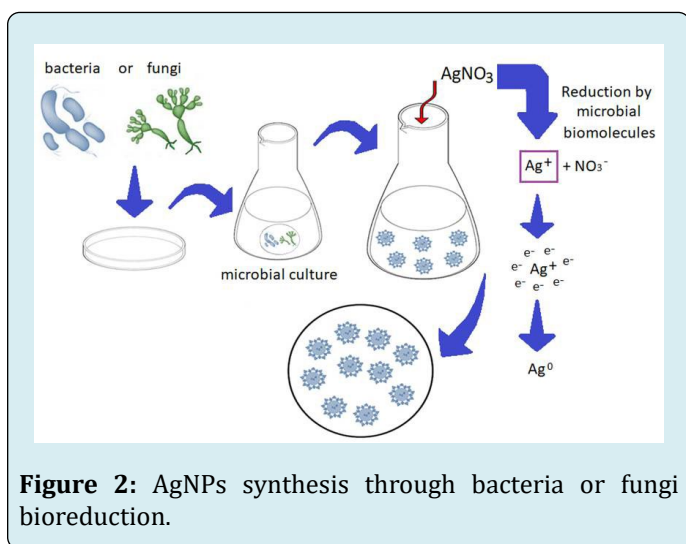 bacteria or fungi
AgNO₃
Reduction by
microbial
biomolecules
Ag⁺ + NO₃⁻
microbial culture
e⁻ e⁻ e⁻
e⁻ Ag⁺ e⁻
e⁻ e⁻ e⁻
Ag⁰
Figure 2: AgNPs synthesis through bacteria or fungi
bioreduction.